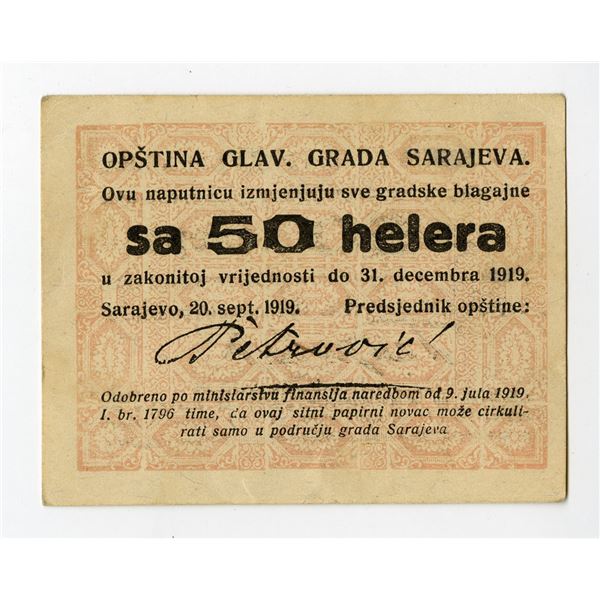 OPŠTINA GLAV. GRADA SARAJEVA.
Ovu naputnicu izmjenjuju sve gradske blagajne
sa 50 helera
u zakonitoj vrijednosti do 31. decembra 1919.
Sarajevo, 20. sept. 1919. Predsjednik opštine:
Petrović
Odobreno po ministarstvu finansija naredbom od 9. jula 1919.
I. br. 1796 time, da ovaj sitni papirni novac može cirkuli-
rati samo u području grada Sarajeva